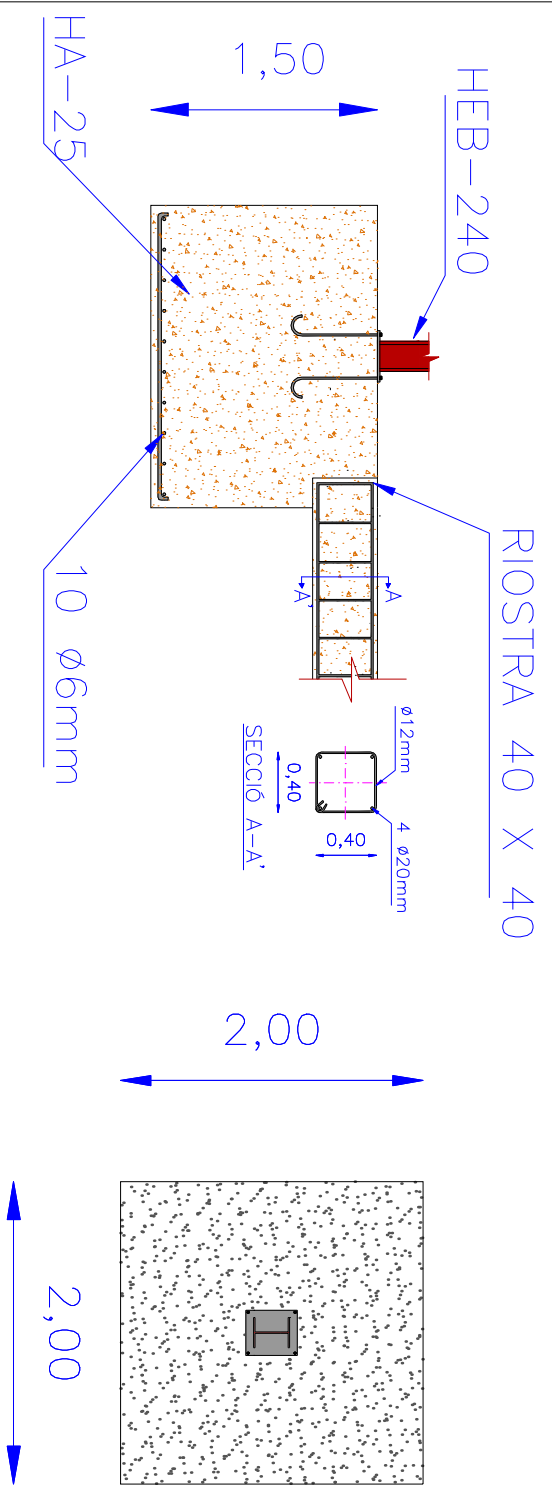 HEB-240
RIOSTRA 40 X 40
1,50
A
A'
Ø12mm
4 Ø20mm
0,40
0,40
SECCIÓ A-A'
HA-25
10 Ø6mm
2,00
2,00